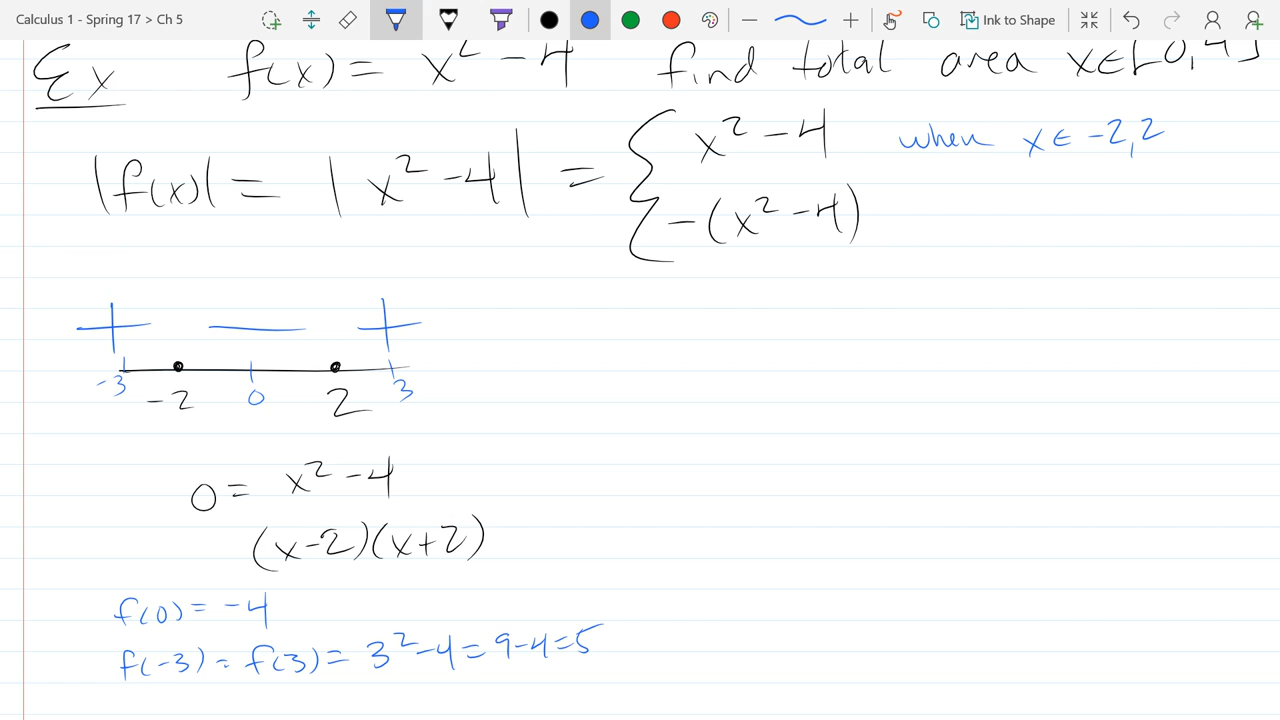 Calculus 1 - Spring 17 > Ch 5
Ink to Shape
Ex f(x) = x² - 4 find total area x∈[0,4]
|f(x)| = | x² - 4 | = { x² - 4 when x ∈ -2,2
-(x² - 4)
+ — +
-3 -2 0 2 3
0 = x² - 4
(x-2)(x+2)
f(0) = -4
f(-3) = f(3) = 3² - 4 = 9 - 4 = 5